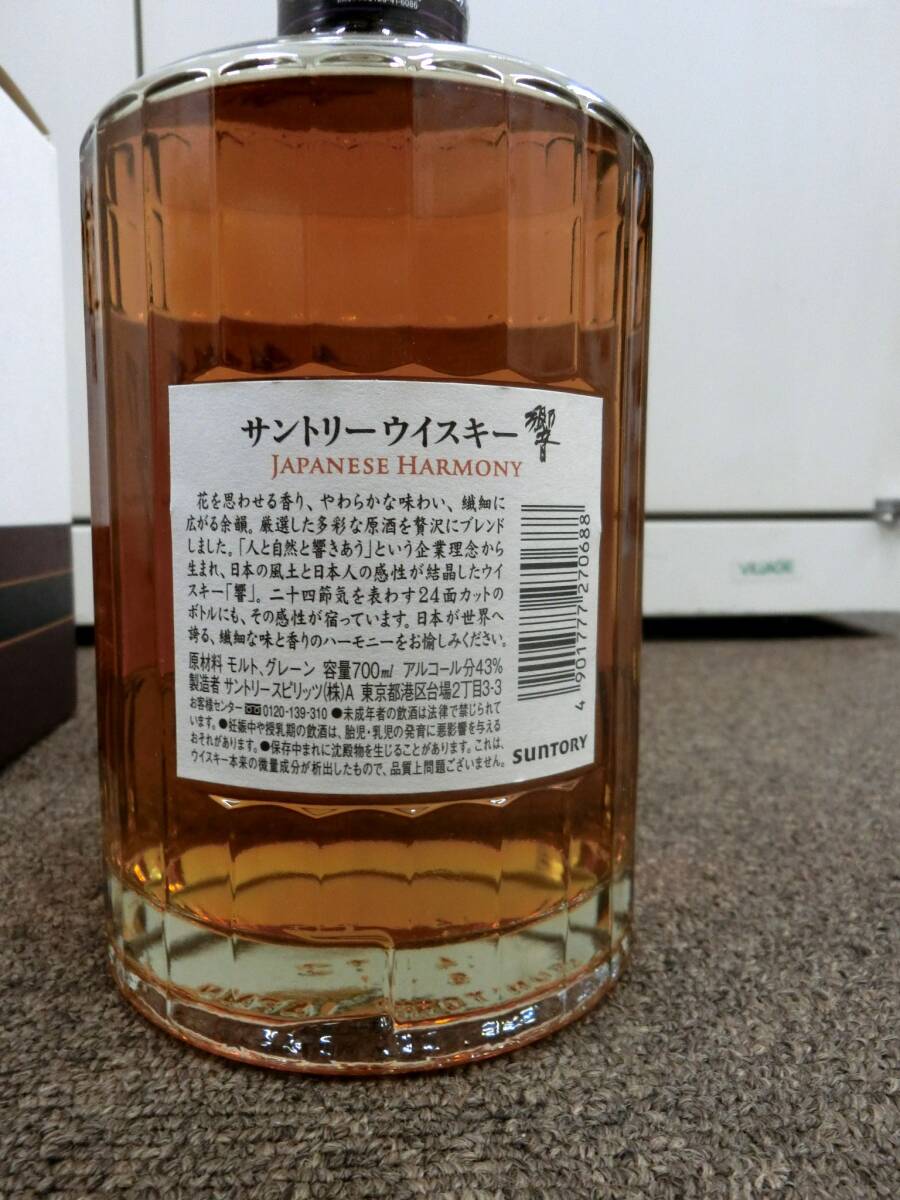 サントリーウイスキー 響
JAPANESE HARMONY
花を思わせる香り、やわらかな味わい、繊細に
広がる余韻。厳選した多彩な原酒を贅沢にブレンド
しました。「人と自然と響きあう」という企業理念から
生まれ、日本の風土と日本人の感性が結晶したウイ
スキー「響」。二十四節気を表わす24面カットの
ボトルにも、その感性が宿っています。日本が世界へ
誇る、繊細な味と香りのハーモニーをお愉しみください。
原材料 モルト、グレーン 容量700ml アルコール分43%
製造者 サントリースピリッツ(株)A 東京都港区台場2丁目3-3
お客様センター 0120-139-310 ●未成年者の飲酒は法律で禁じられて
います。●妊娠中や授乳期の飲酒は、胎児・乳児の発育に悪影響を与える
おそれがあります。●保存中まれに沈殿物を生じることがあります。これは、
ウイスキー本来の微量成分が析出したもので、品質上問題ございません。
SUNTORY
4 901777 270688
VILLAGE